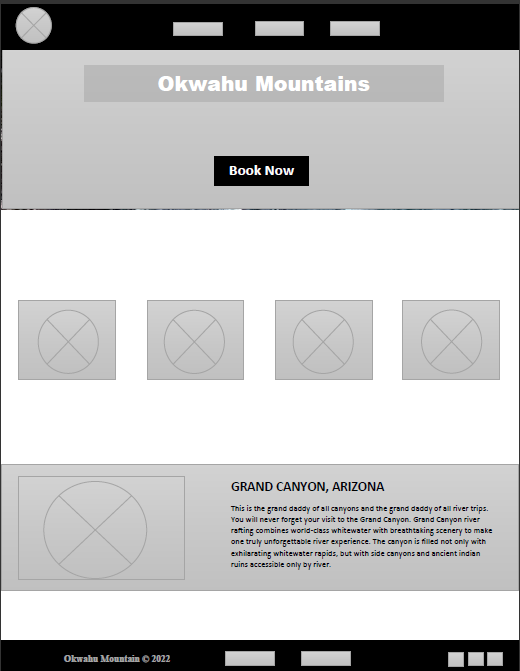 Okwahu Mountains
Book Now
GRAND CANYON, ARIZONA
This is the grand daddy of all canyons and the grand daddy of all river trips.
You will never forget your visit to the Grand Canyon. Grand Canyon river
rafting combines world-class whitewater with breathtaking scenery to make
one truly unforgettable river experience. The canyon is filled not only with
exhilarating whitewater rapids, but with side canyons and ancient indian
ruins accessible only by river.
Okwahu Mountain © 2022